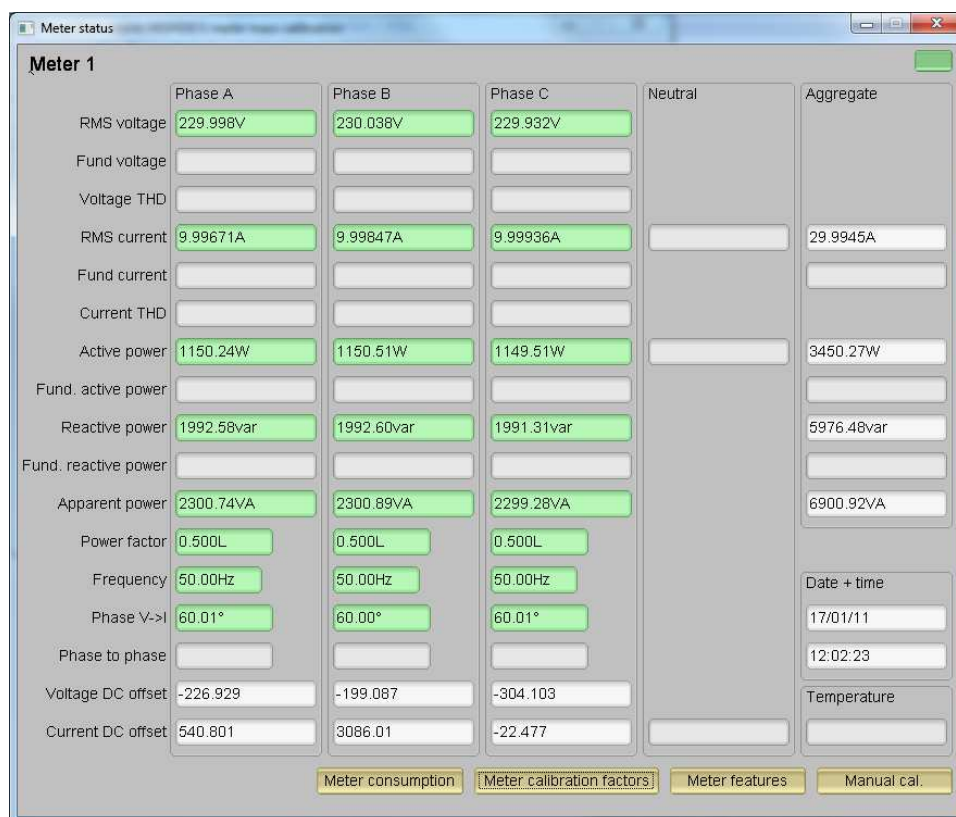 Meter status
Meter 1
Phase A Phase B Phase C Neutral Aggregate
RMS voltage 229.998V 230.038V 229.932V
Fund voltage
Voltage THD
RMS current 9.99671A 9.99847A 9.99936A 29.9945A
Fund current
Current THD
Active power 1150.24W 1150.51W 1149.51W 3450.27W
Fund. active power
Reactive power 1992.58var 1992.60var 1991.31var 5976.48var
Fund. reactive power
Apparent power 2300.74VA 2300.89VA 2299.28VA 6900.92VA
Power factor 0.500L 0.500L 0.500L
Frequency 50.00Hz 50.00Hz 50.00Hz Date + time
Phase V->I 60.01° 60.00° 60.01° 17/01/11
Phase to phase 12:02:23
Voltage DC offset -226.929 -199.087 -304.103 Temperature
Current DC offset 540.801 3086.01 -22.477
Meter consumption Meter calibration factors Meter features Manual cal.